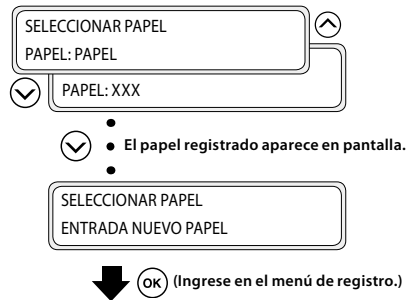 SELECCIONAR PAPEL
PAPEL: PAPEL
PAPEL: XXX
El papel registrado aparece en pantalla.
SELECCIONAR PAPEL
ENTRADA NUEVO PAPEL
OK (Ingrese en el menú de registro.)